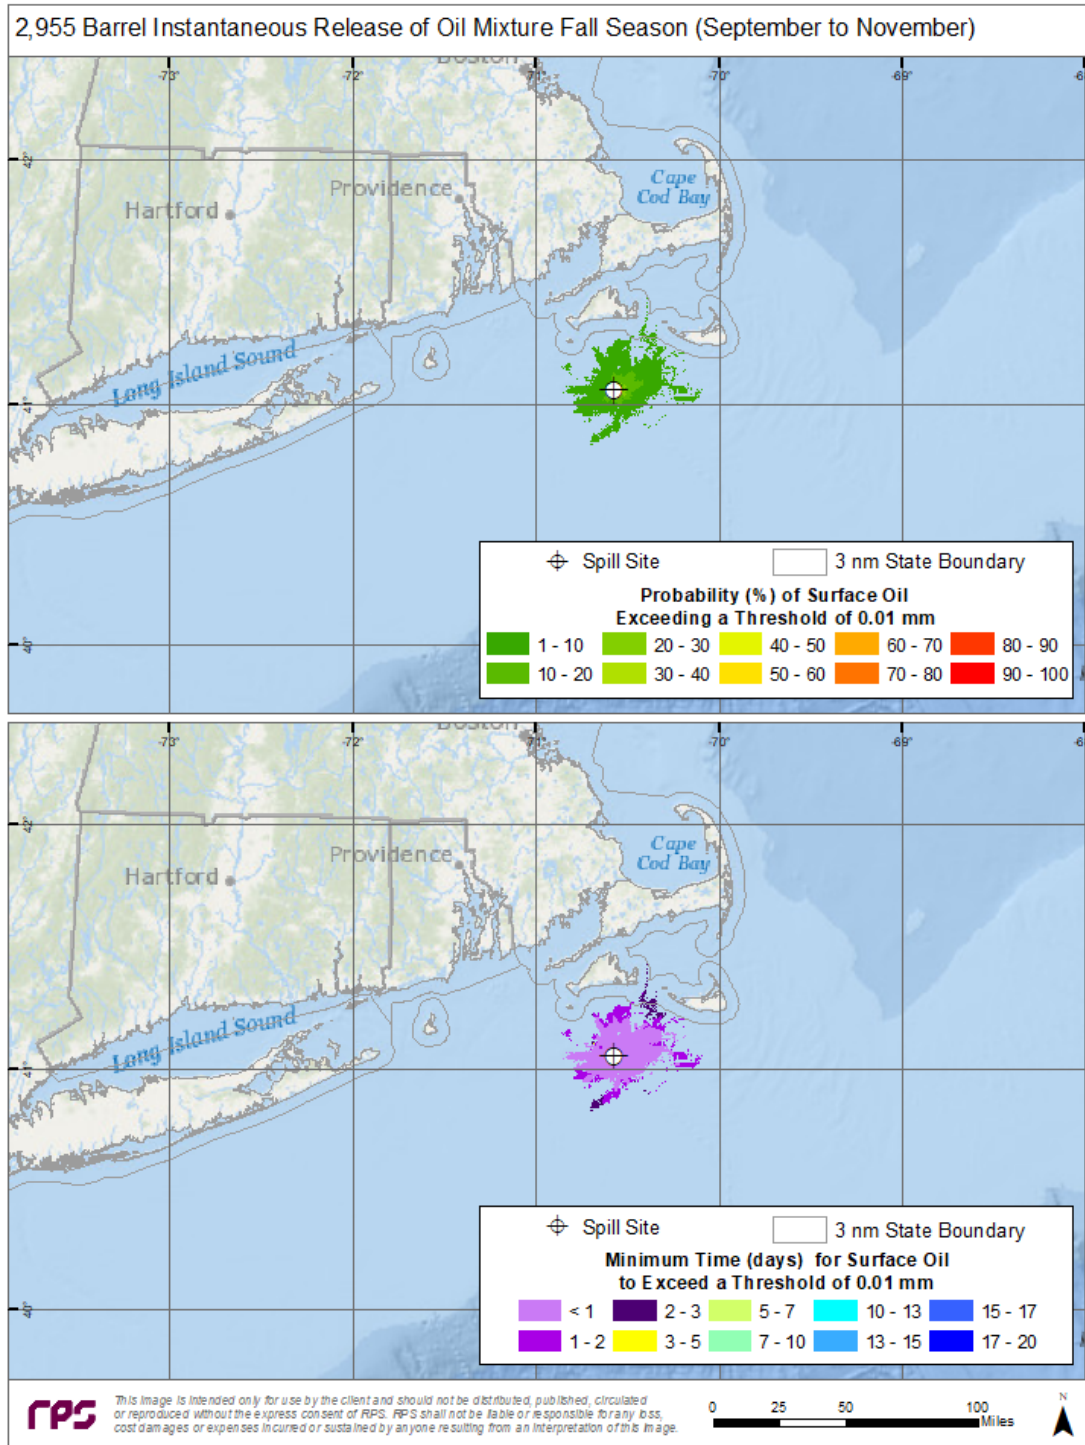 2,955 Barrel Instantaneous Release of Oil Mixture Fall Season (September to November)
Boston
-73° -72° -71° -70° -69°
42°
Cape
Cod Bay
Providence
Hartford
Long Island Sound
41°
Spill Site 3 nm State Boundary
Probability (%) of Surface Oil
Exceeding a Threshold of 0.01 mm
40°
1 - 10 20 - 30 40 - 50 60 - 70 80 - 90
10 - 20 30 - 40 50 - 60 70 - 80 90 - 100
Boston
-73° -72° -71° -70° -69°
42°
Cape
Cod Bay
Providence
Hartford
Long Island Sound
41°
Spill Site 3 nm State Boundary
Minimum Time (days) for Surface Oil
to Exceed a Threshold of 0.01 mm
40°
< 1 2 - 3 5 - 7 10 - 13 15 - 17
1 - 2 3 - 5 7 - 10 13 - 15 17 - 20
rps
This image is intended only for use by the client and should not be distributed, published, circulated
or reproduced without the express consent of RPS. RPS shall not be liable or responsible for any loss,
cost damages or expenses incurred or sustained by anyone resulting from an interpretation of this image.
0 25 50 100
Miles
N